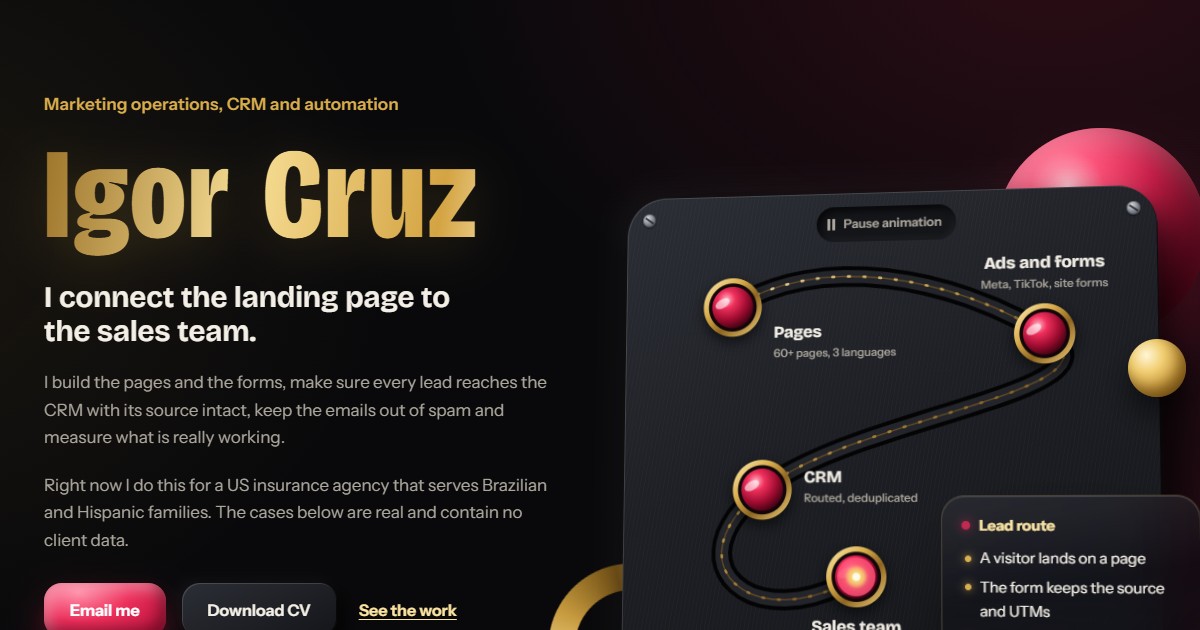 Marketing operations, CRM and automation
Igor Cruz
I connect the landing page to
the sales team.
I build the pages and the forms, make sure every lead reaches the
CRM with its source intact, keep the emails out of spam and
measure what is really working.
Right now I do this for a US insurance agency that serves Brazilian
and Hispanic families. The cases below are real and contain no
client data.
Email me
Download CV
See the work
Pause animation
Ads and forms
Meta, TikTok, site forms
Pages
60+ pages, 3 languages
CRM
Routed, deduplicated
Sales team
Lead route
A visitor lands on a page
The form keeps the source
and UTMs